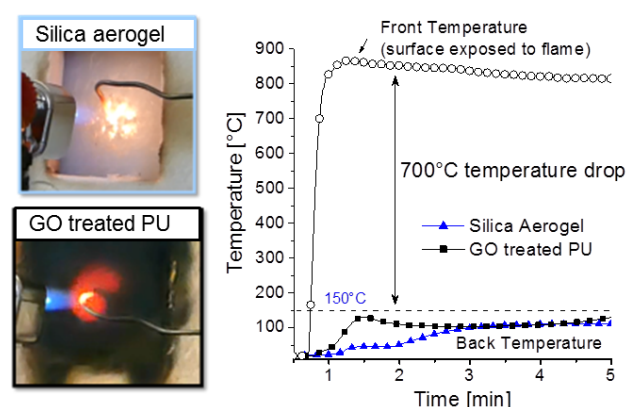 Silica aerogel
GO treated PU
Front Temperature
(surface exposed to flame)
700°C temperature drop
Silica Aerogel
GO treated PU
150°C
Back Temperature
Temperature [°C]
900
800
700
600
500
400
300
200
100
1
2
3
4
5
Time [min]